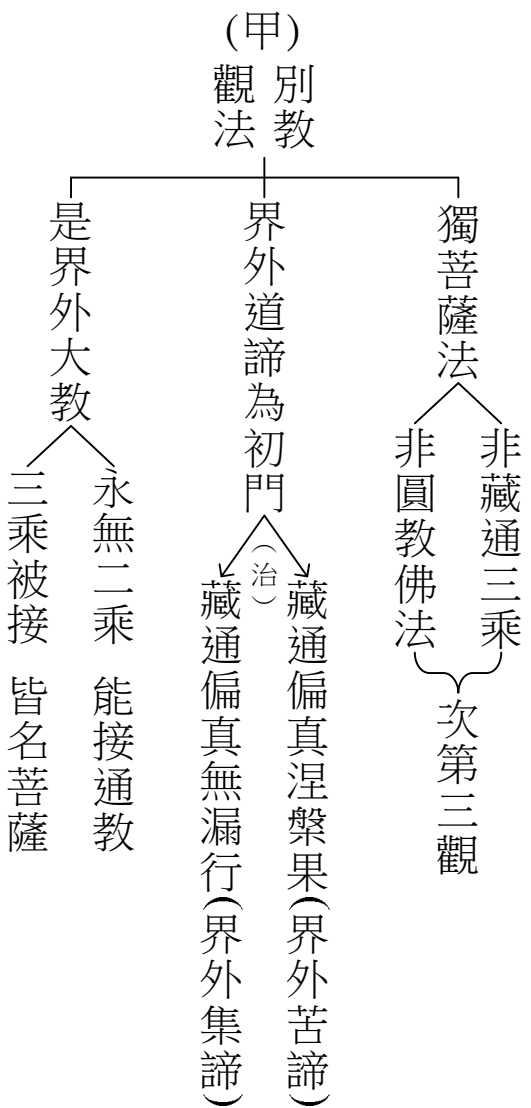 (甲)
別教
觀法
獨菩薩法
非藏通三乘
非圓教佛法
次第三觀
界外道諦為初門
(治)
藏通偏真涅槃果(界外苦諦)
藏通偏真無漏行(界外集諦)
是界外大教
永無二乘 能接通教
三乘被接 皆名菩薩